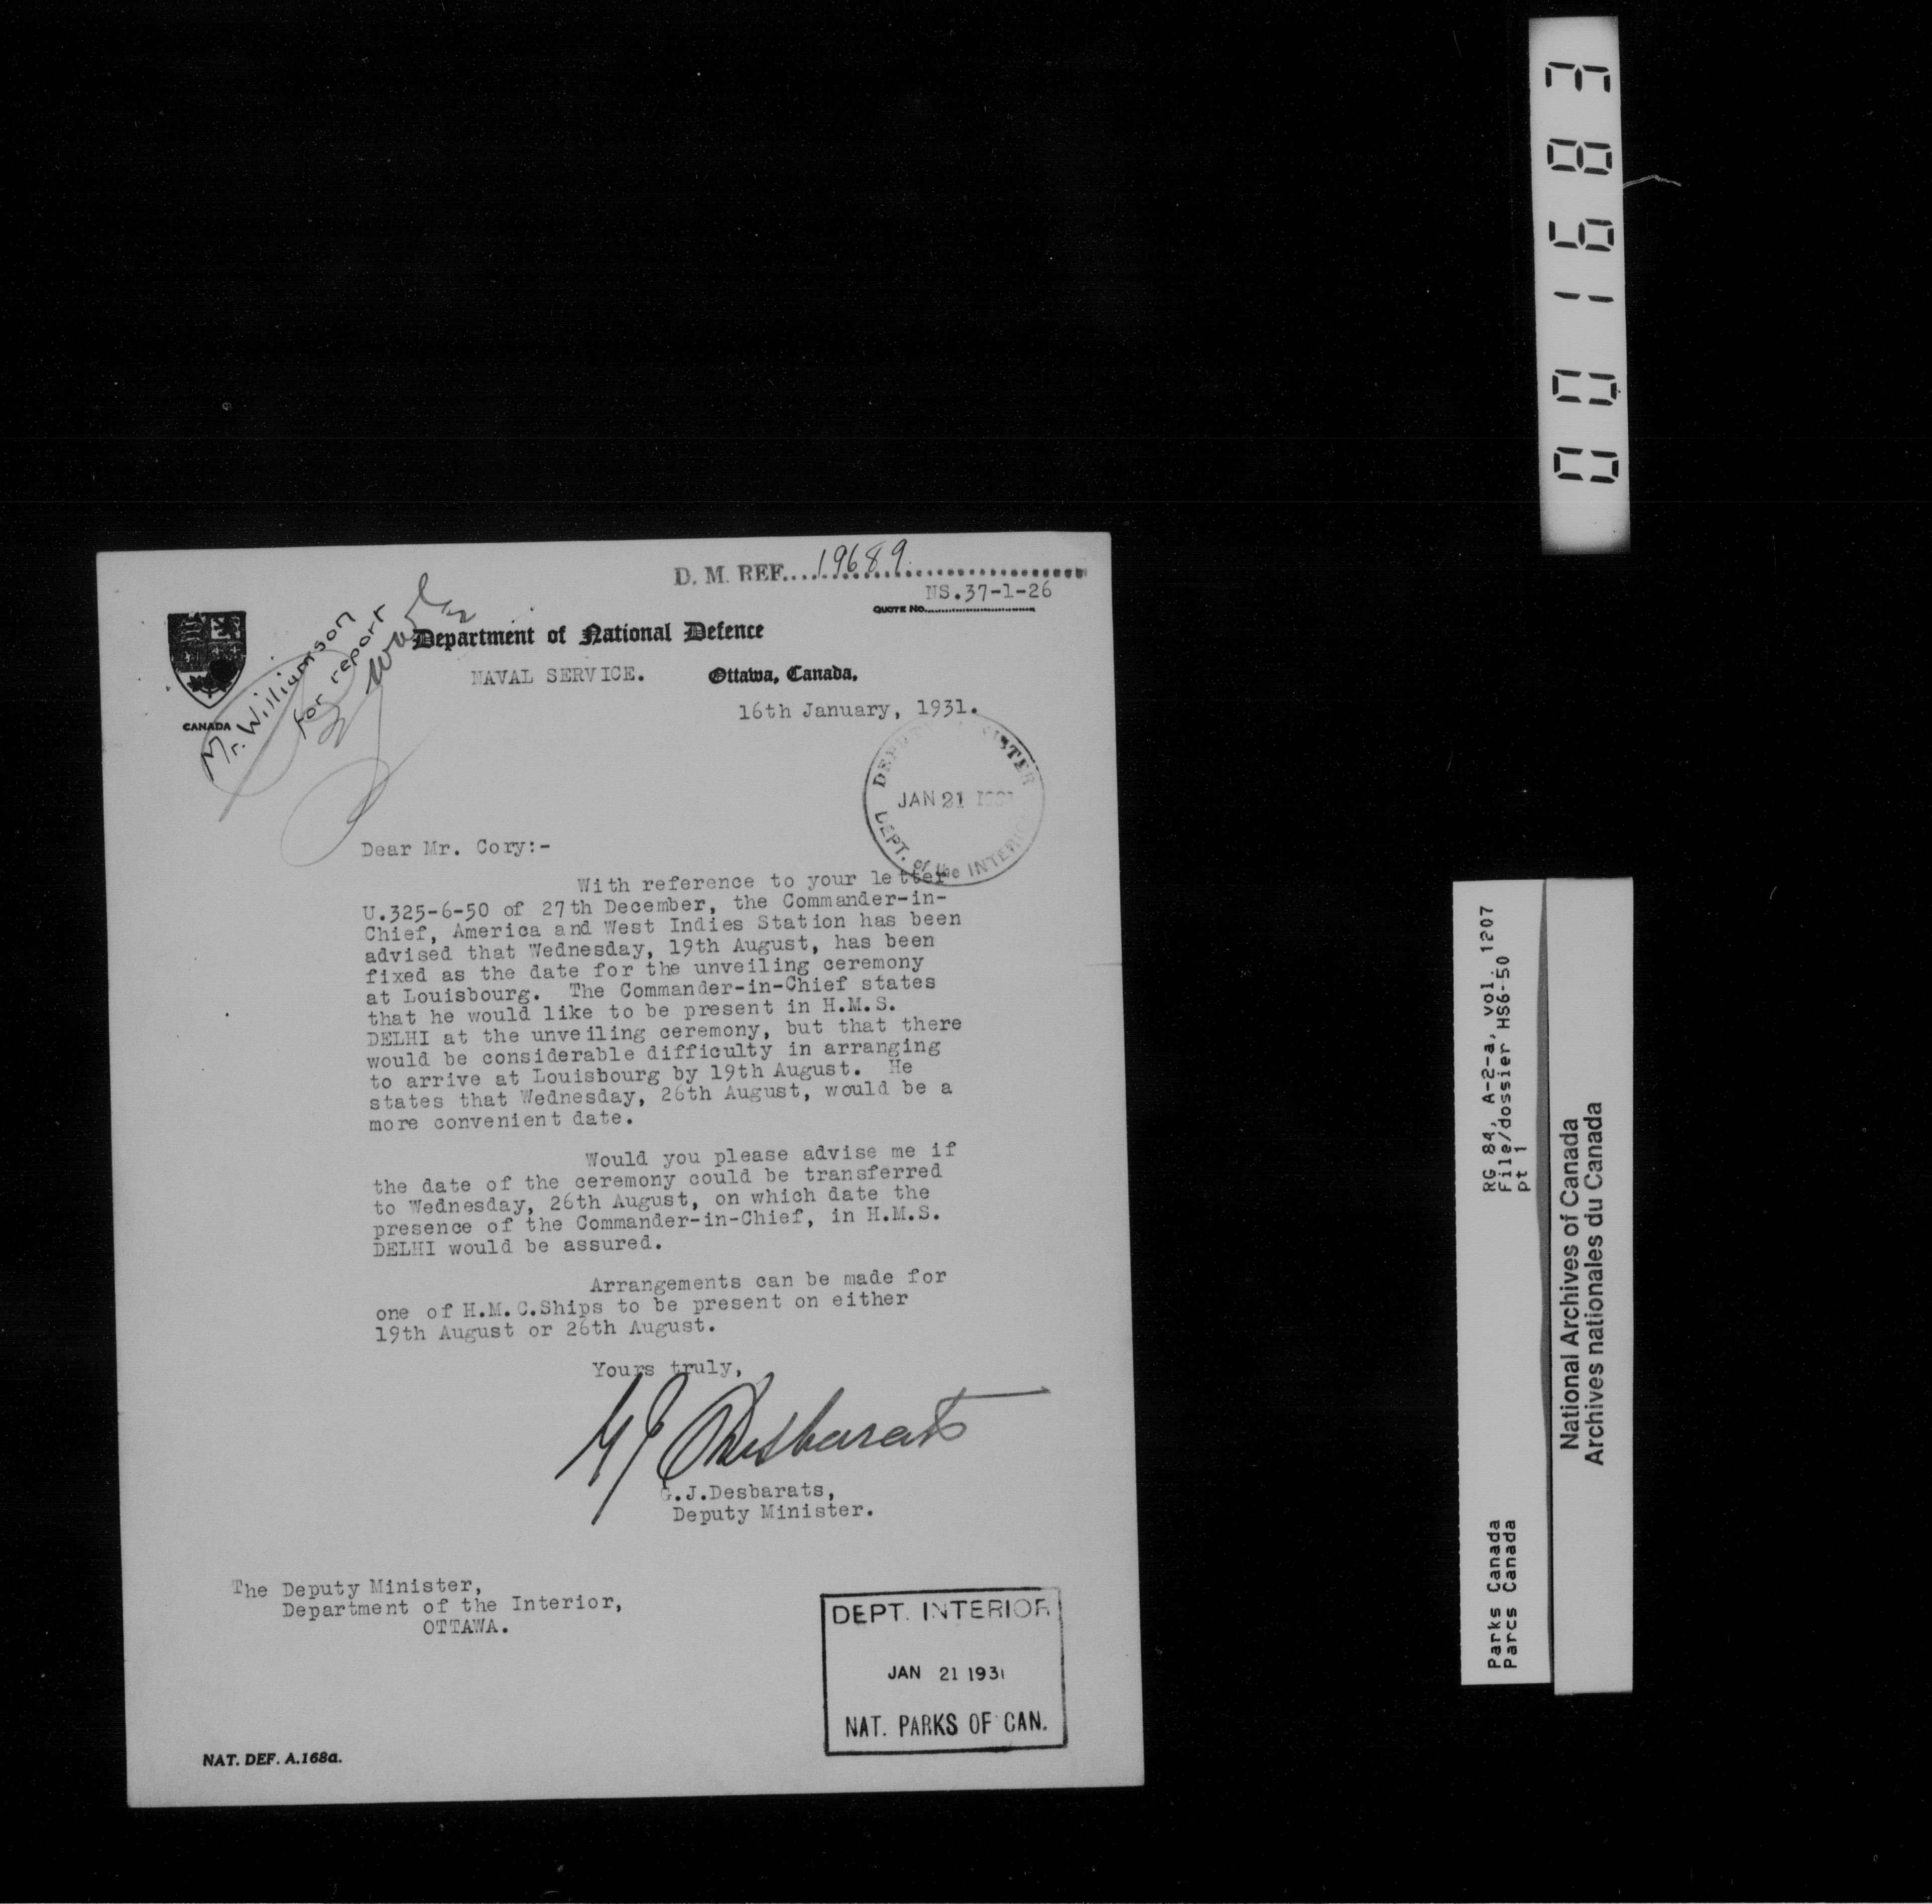 D. M. REF. 19689.
NS.37-1-26
QUOTE No.
Department of National Defence
NAVAL SERVICE. Ottawa, Canada,
16th January, 1931.
CANADA
Mr. Williamson
for report
DEPUTY MINISTER
JAN 21 1931
DEPT. of the INTERIOR
Dear Mr. Cory:-
With reference to your letter
U.325-6-50 of 27th December, the Commander-in-
Chief, America and West Indies Station has been
advised that Wednesday, 19th August, has been
fixed as the date for the unveiling ceremony
at Louisbourg. The Commander-in-Chief states
that he would like to be present in H.M.S.
DELHI at the unveiling ceremony, but that there
would be considerable difficulty in arranging
to arrive at Louisbourg by 19th August. He
states that Wednesday, 26th August, would be a
more convenient date.
Would you please advise me if
the date of the ceremony could be transferred
to Wednesday, 26th August, on which date the
presence of the Commander-in-Chief, in H.M.S.
DELHI would be assured.
Arrangements can be made for
one of H.M.C.Ships to be present on either
19th August or 26th August.
Yours truly,
G J Desbarats
G.J.Desbarats,
Deputy Minister.
The Deputy Minister,
Department of the Interior,
OTTAWA.
DEPT. INTERIOR
JAN 21 1931
NAT. PARKS OF CAN.
NAT. DEF. A.168a.
001683
RG 84, A-2-a, vol. 1207
File/dossier HS6-50
pt 1
Parks Canada
Parcs Canada
National Archives of Canada
Archives nationales du Canada